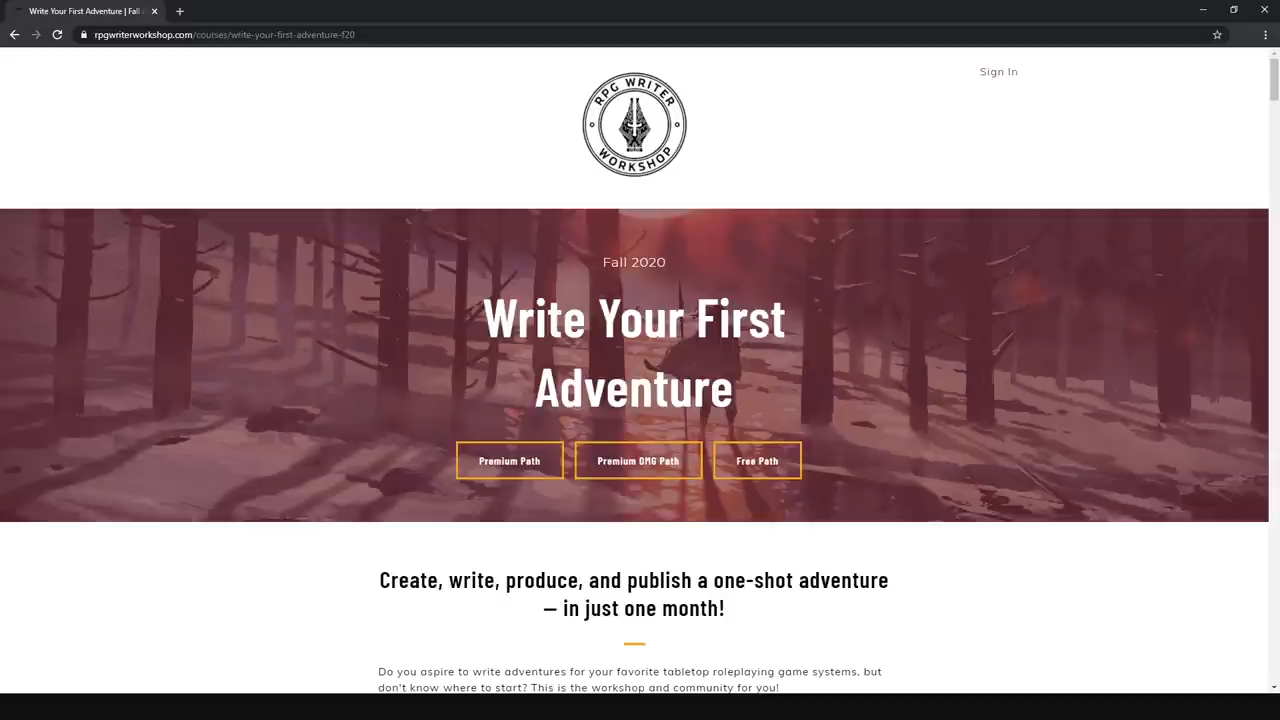 Write Your First Adventure | Fall
rpgwriterworkshop.com/courses/write-your-first-adventure-f20
Sign In
RPG WRITER
WORKSHOP
Fall 2020
Write Your First
Adventure
Premium Path
Premium OMG Path
Free Path
Create, write, produce, and publish a one-shot adventure
— in just one month!
Do you aspire to write adventures for your favorite tabletop roleplaying game systems, but
don't know where to start? This is the workshop and community for you!